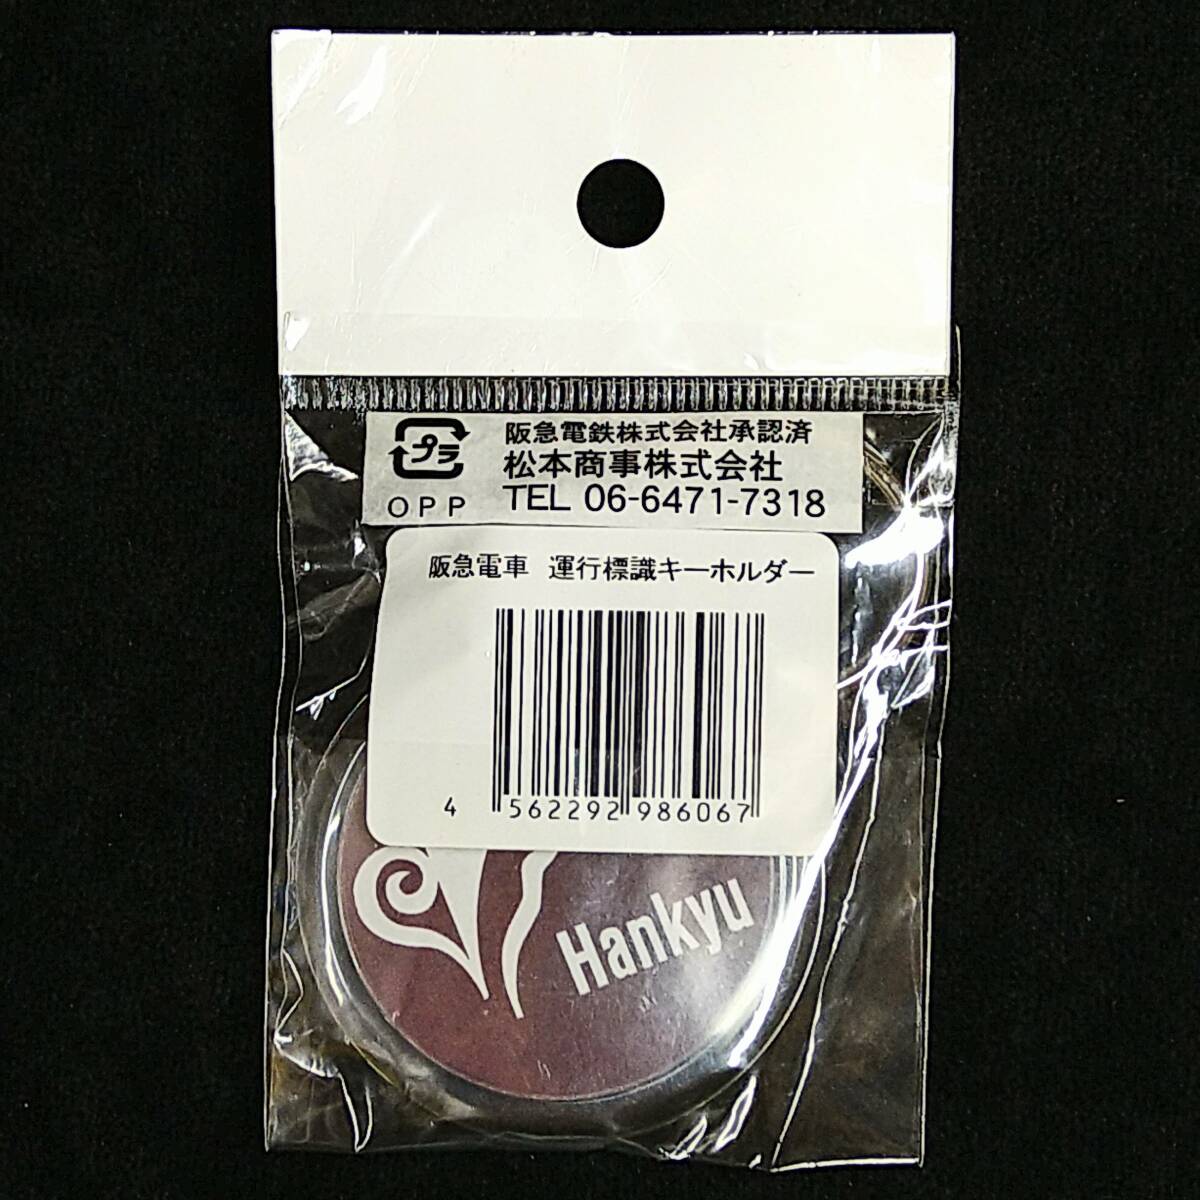 プラ
OPP
阪急電鉄株式会社承認済
松本商事株式会社
TEL 06-6471-7318
阪急電車 運行標識キーホルダー
4 562292 986067
Hankyu